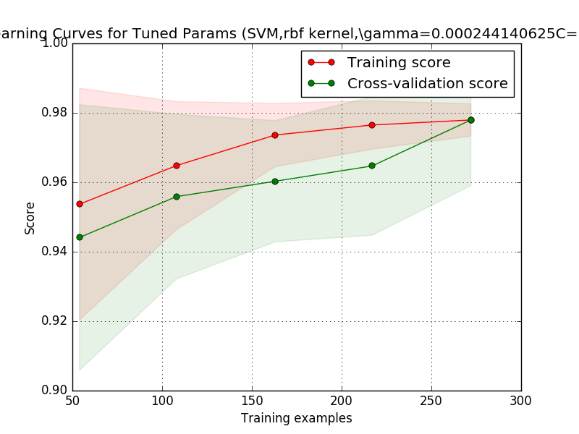 earning Curves for Tuned Params (SVM,rbf kernel,\gamma=0.000244140625C=
1.00
Training score
Cross-validation score
0.98
0.96
0.94
0.92
0.90
Score
50 100 150 200 250 300
Training examples